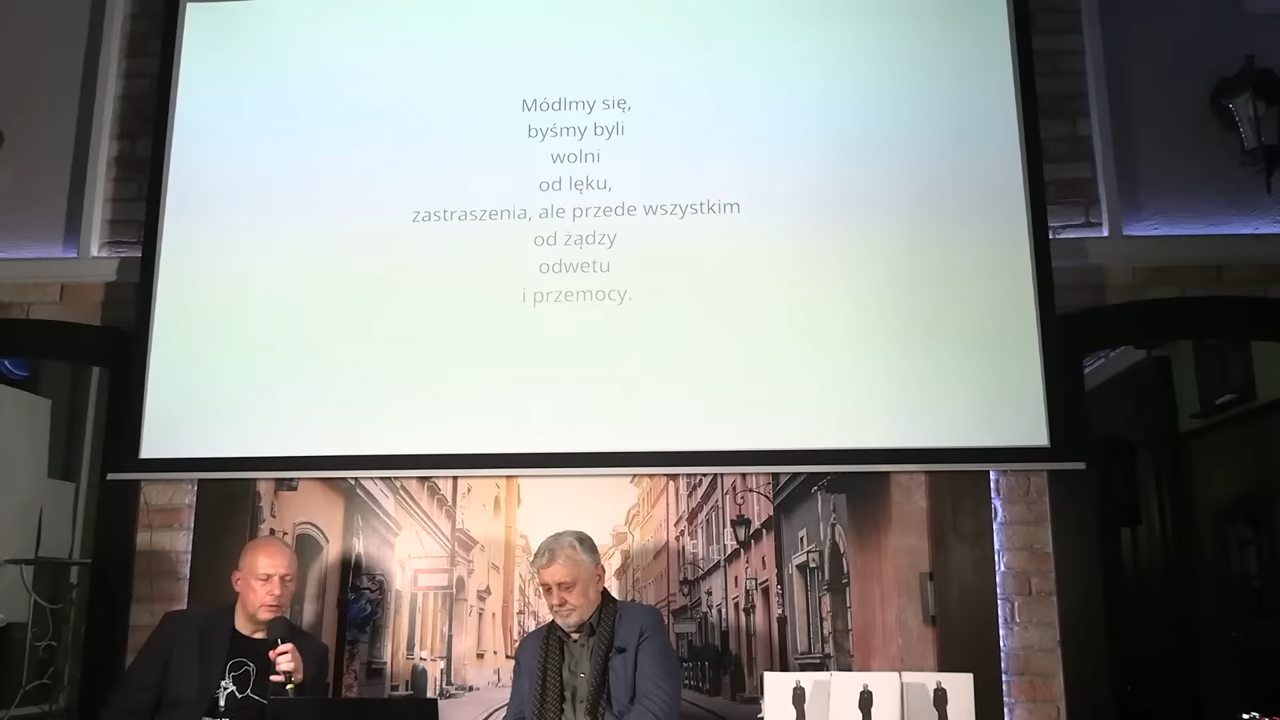 Módlmy się,
byśmy byli
wolni
od lęku,
zastraszenia, ale przede wszystkim
od żądzy
odwetu
i przemocy.